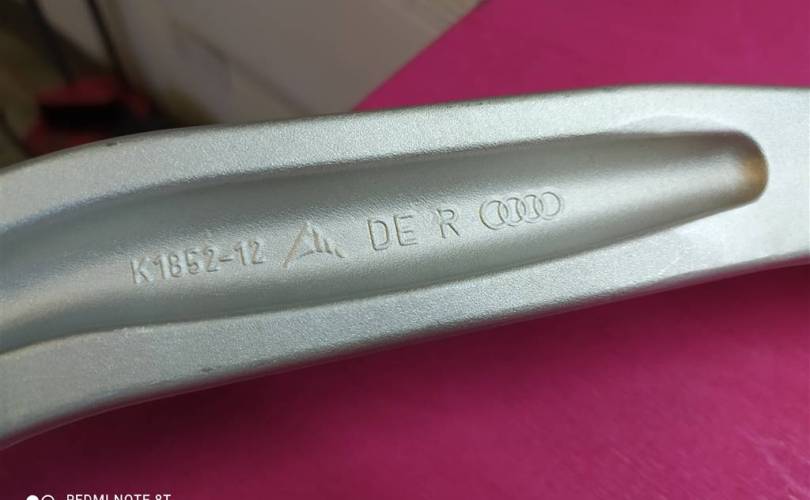 K1852-12 DE R
REDMI NOTE 8T